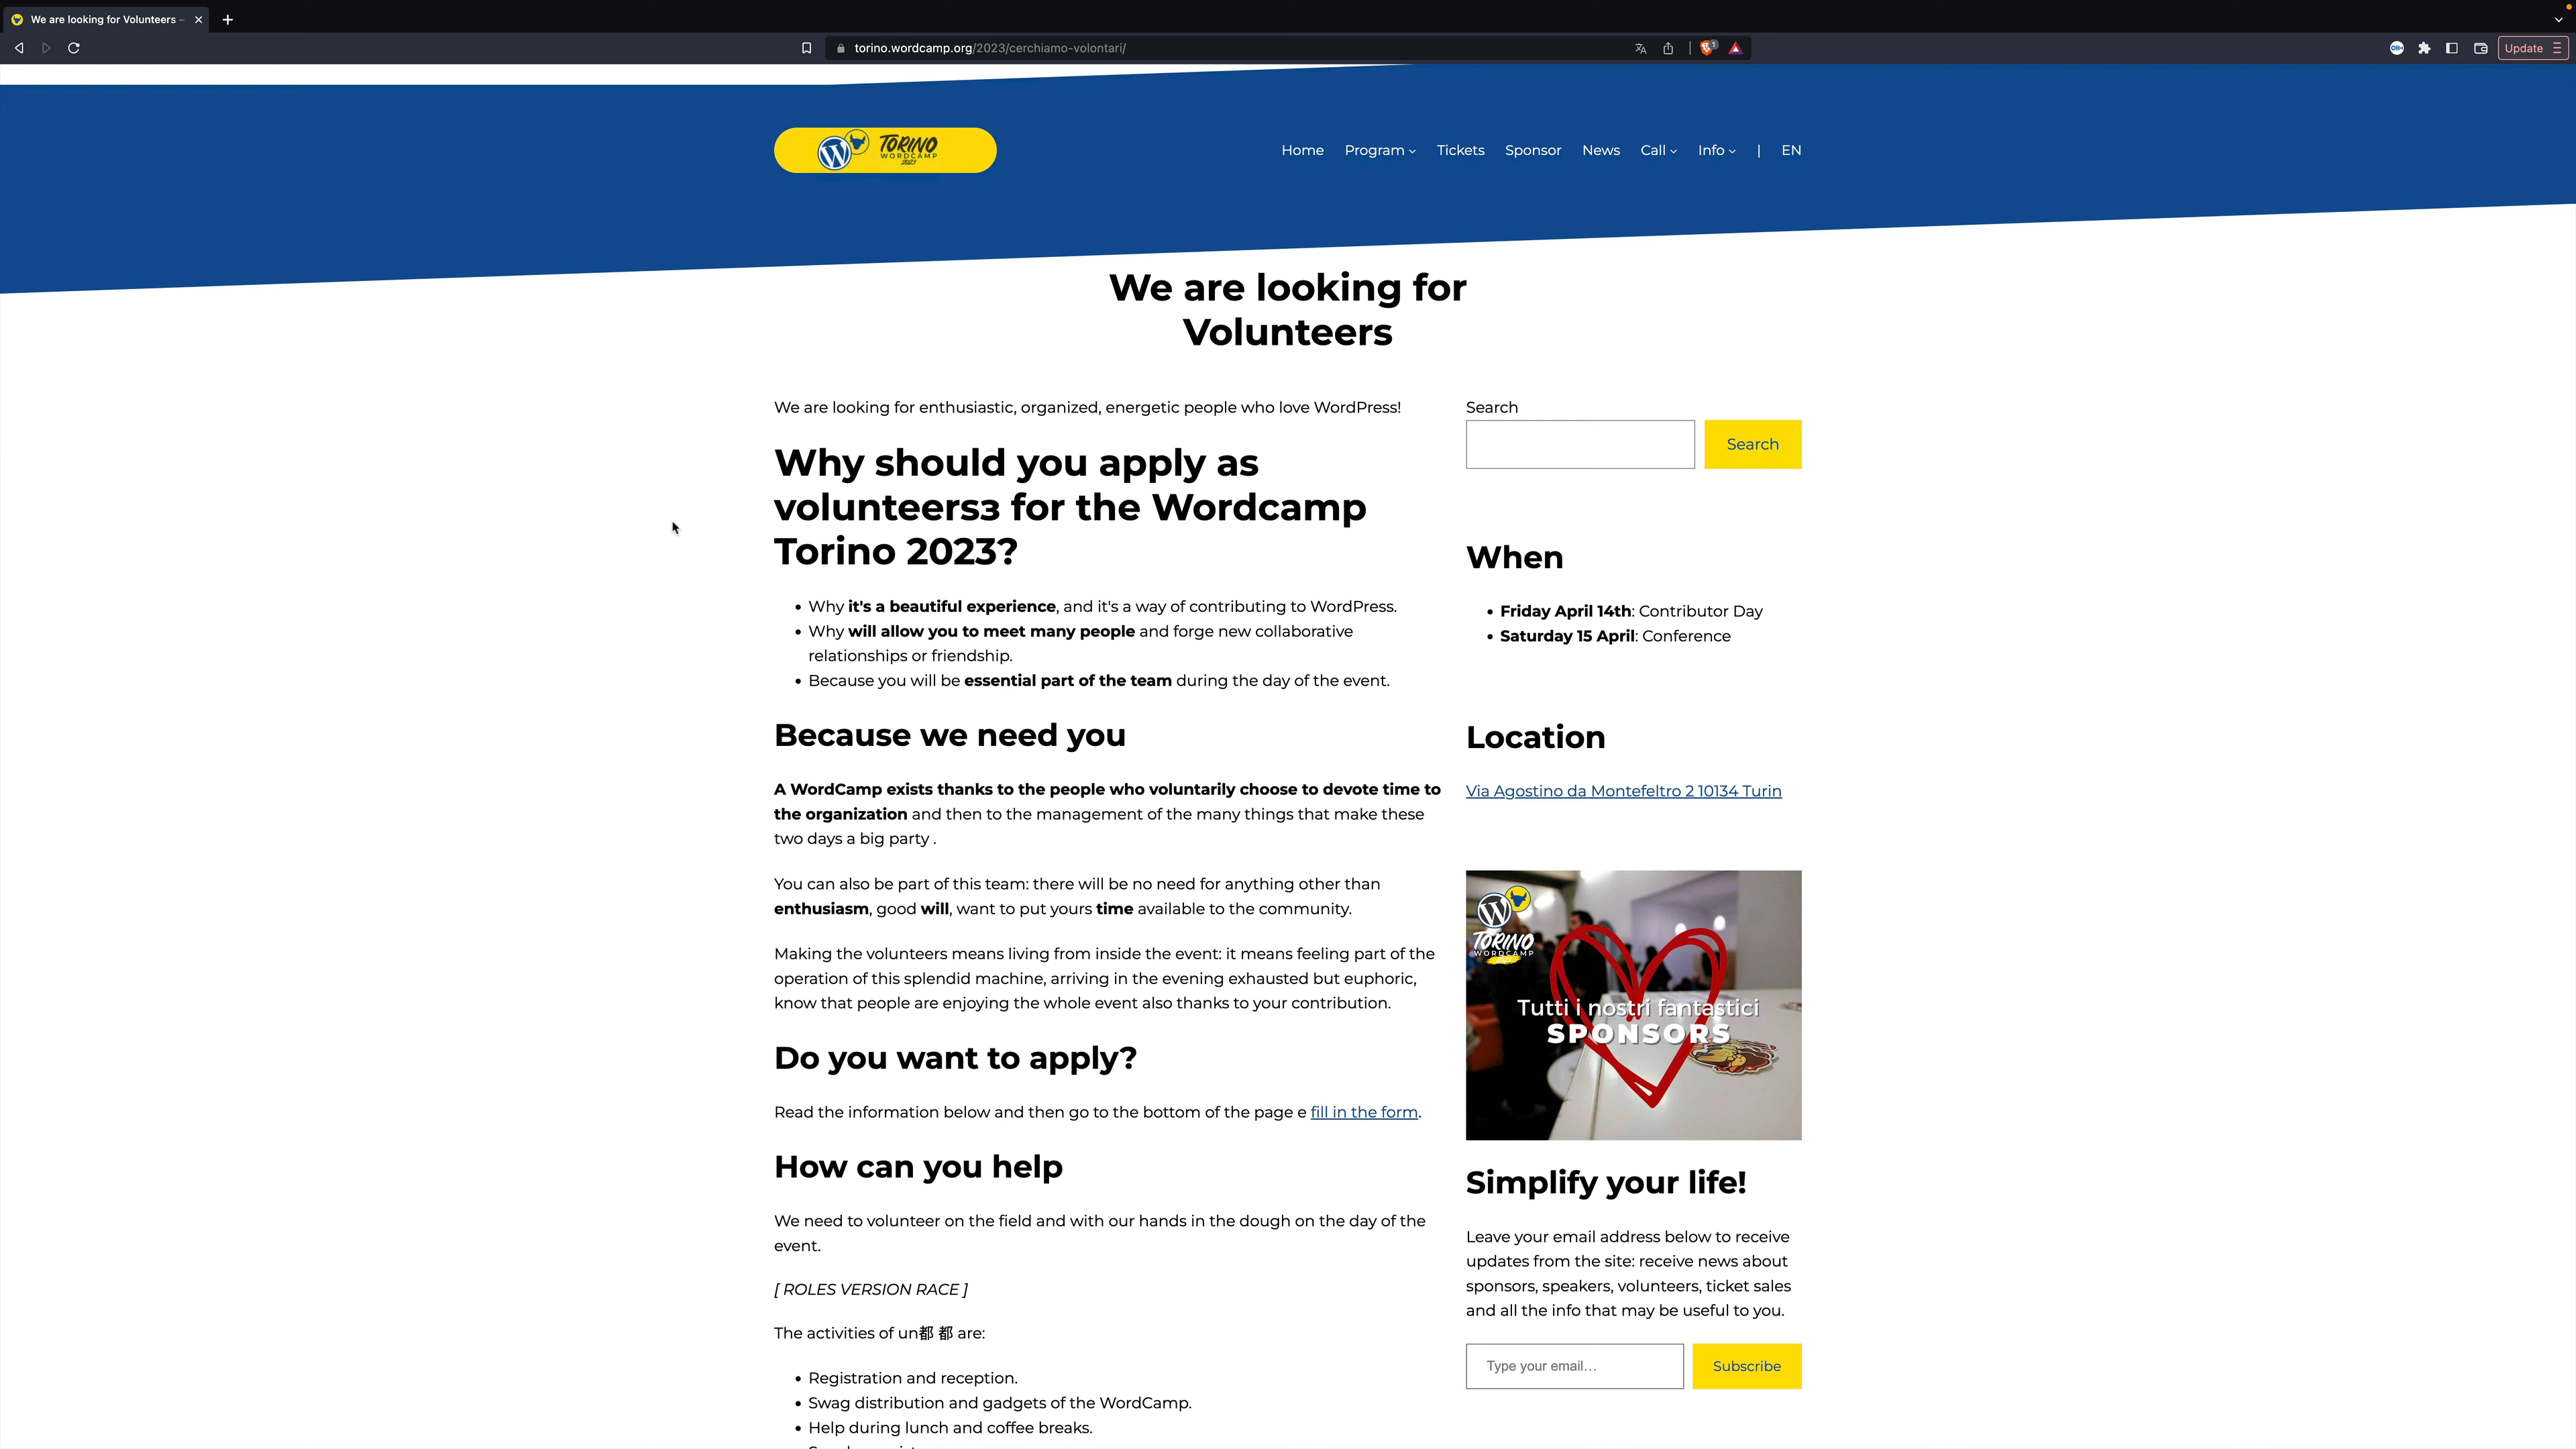 We are looking for Volunteers –
torino.wordcamp.org/2023/cerchiamo-volontari/
1
Update
TORINO
WORDCAMP
2023
Home Program Tickets Sponsor News Call Info | EN
We are looking for
Volunteers
We are looking for enthusiastic, organized, energetic people who love WordPress!
Why should you apply as
volunteersз for the Wordcamp
Torino 2023?
• Why it's a beautiful experience, and it's a way of contributing to WordPress.
• Why will allow you to meet many people and forge new collaborative
relationships or friendship.
• Because you will be essential part of the team during the day of the event.
Because we need you
A WordCamp exists thanks to the people who voluntarily choose to devote time to
the organization and then to the management of the many things that make these
two days a big party .
You can also be part of this team: there will be no need for anything other than
enthusiasm, good will, want to put yours time available to the community.
Making the volunteers means living from inside the event: it means feeling part of the
operation of this splendid machine, arriving in the evening exhausted but euphoric,
know that people are enjoying the whole event also thanks to your contribution.
Do you want to apply?
Read the information below and then go to the bottom of the page e fill in the form.
How can you help
We need to volunteer on the field and with our hands in the dough on the day of the
event.
[ ROLES VERSION RACE ]
The activities of un都 都 are:
• Registration and reception.
• Swag distribution and gadgets of the WordCamp.
• Help during lunch and coffee breaks.
Search
Search
When
• Friday April 14th: Contributor Day
• Saturday 15 April: Conference
Location
Via Agostino da Montefeltro 2 10134 Turin
TORINO
WORDCAMP
Tutti i nostri fantastici
SPONSORS
Simplify your life!
Leave your email address below to receive
updates from the site: receive news about
sponsors, speakers, volunteers, ticket sales
and all the info that may be useful to you.
Type your email…
Subscribe